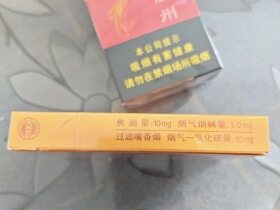 州
本公司提示
吸烟有害健康
请勿在禁烟场所吸烟
焦油量:10mg 烟气烟碱量:1.0mg
过滤嘴香烟 烟气一氧化碳量:10mg